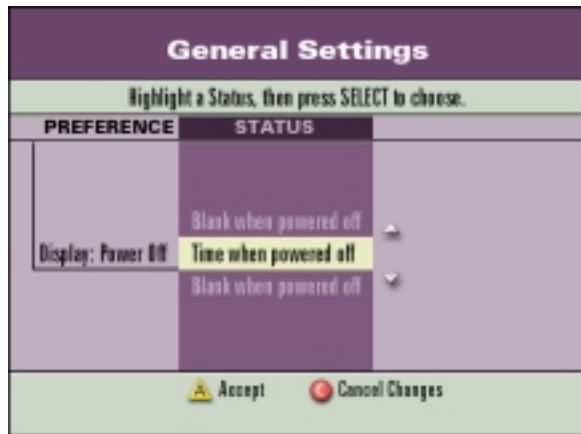 General Settings
Highlight a Status, then press SELECT to choose.
PREFERENCE STATUS
Blank when powered off
Display: Power Off Time when powered off
Blank when powered off
A Accept C Cancel Changes